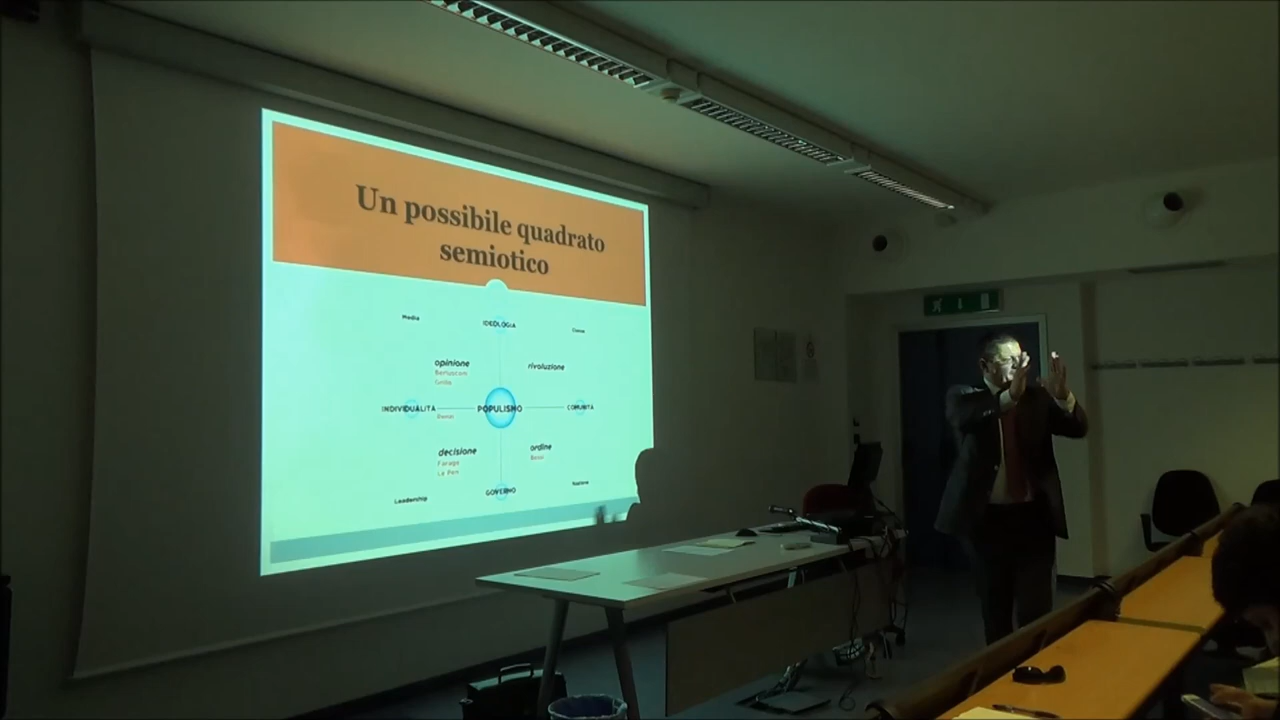 Un possibile quadrato
semiotico
Media
IDEOLOGIA
opinione
rivoluzione
Berlusconi
INDIVIDUALITÀ
POPULISMO
COMUNITÀ
decisione
ordine
Farage
Bossi
Le Pen
Leadership
GOVERNO
Nazione